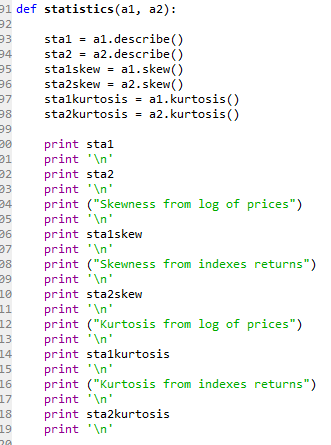 91 def statistics(a1, a2):
92
93     sta1 = a1.describe()
94     sta2 = a2.describe()
95     sta1skew = a1.skew()
96     sta2skew = a2.skew()
97     sta1kurtosis = a1.kurtosis()
98     sta2kurtosis = a2.kurtosis()
99
00     print sta1
01     print '\n'
02     print sta2
03     print '\n'
04     print ("Skewness from log of prices")
05     print '\n'
06     print sta1skew
07     print '\n'
08     print ("Skewness from indexes returns")
09     print '\n'
10     print sta2skew
11     print '\n'
12     print ("Kurtosis from log of prices")
13     print '\n'
14     print sta1kurtosis
15     print '\n'
16     print ("Kurtosis from indexes returns")
17     print '\n'
18     print sta2kurtosis
19     print '\n'